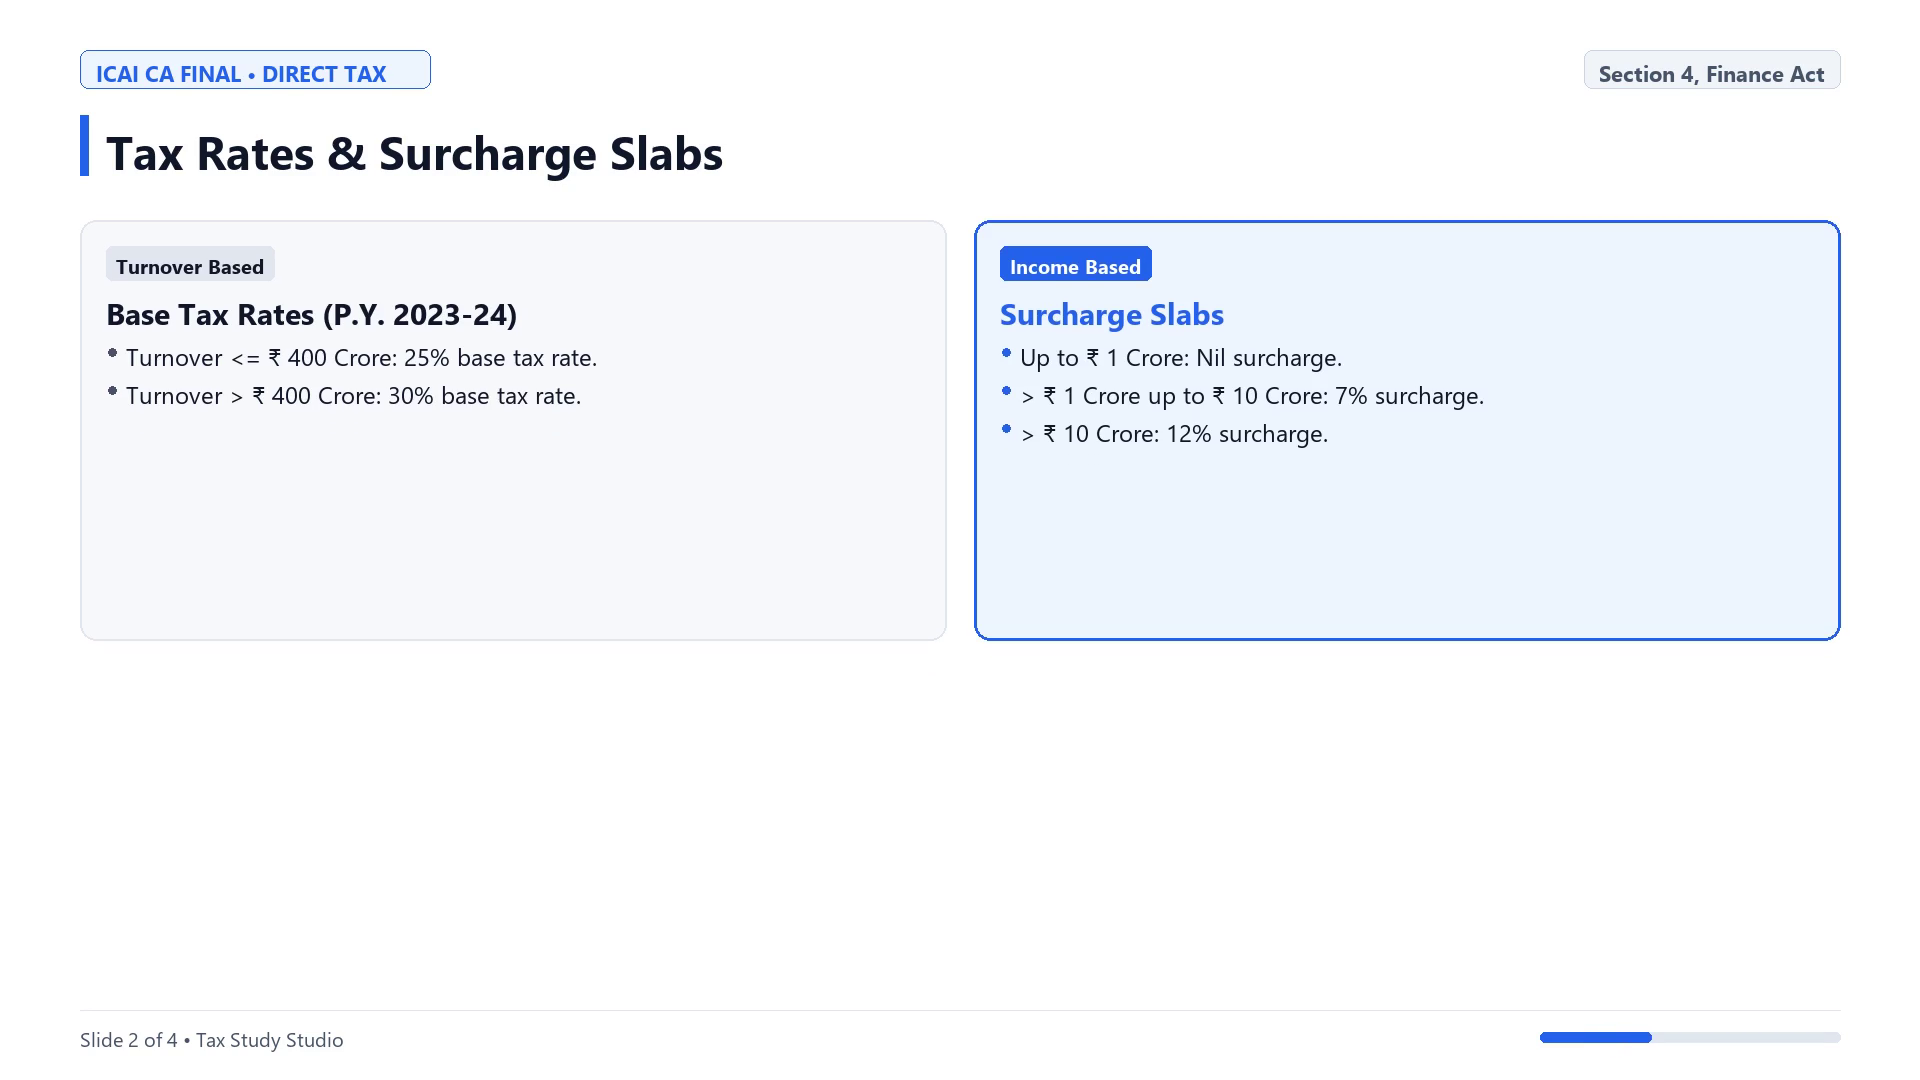 ICAI CA FINAL • DIRECT TAX
Section 4, Finance Act
Tax Rates & Surcharge Slabs
Turnover Based
Base Tax Rates (P.Y. 2023-24)
• Turnover <= ₹ 400 Crore: 25% base tax rate.
• Turnover > ₹ 400 Crore: 30% base tax rate.
Income Based
Surcharge Slabs
• Up to ₹ 1 Crore: Nil surcharge.
• > ₹ 1 Crore up to ₹ 10 Crore: 7% surcharge.
• > ₹ 10 Crore: 12% surcharge.
Slide 2 of 4 • Tax Study Studio